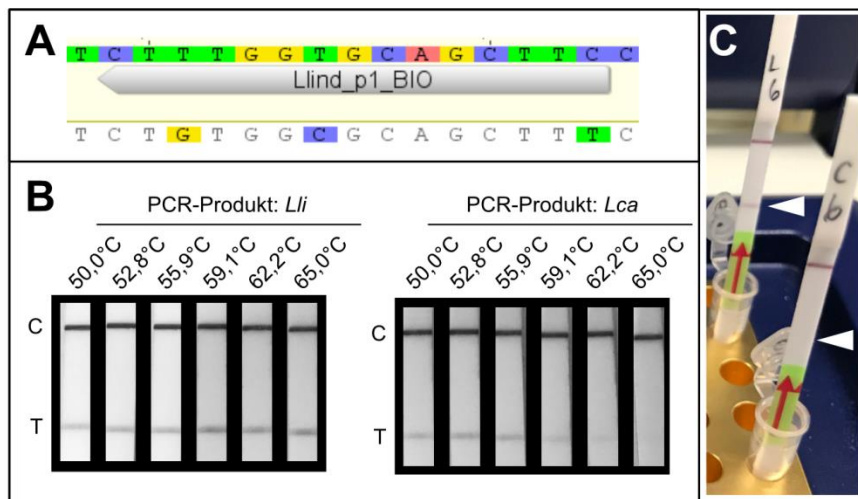 A
T C T T T G G T G C A G C T T C C
Llind_p1_BIO
T C T G T G G C G C A G C T T T C
B
PCR-Produkt: Lli
PCR-Produkt: Lca
50,0°C 52,8°C 55,9°C 59,1°C 62,2°C 65,0°C
50,0°C 52,8°C 55,9°C 59,1°C 62,2°C 65,0°C
C
C
T
T
C
L
6
C
6